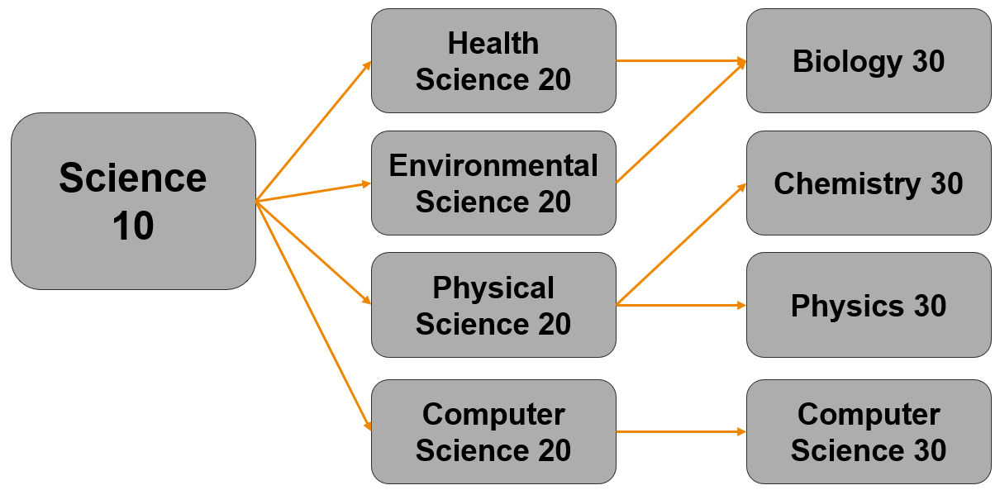 Science
10
Health
Science 20
Environmental
Science 20
Physical
Science 20
Computer
Science 20
Biology 30
Chemistry 30
Physics 30
Computer
Science 30